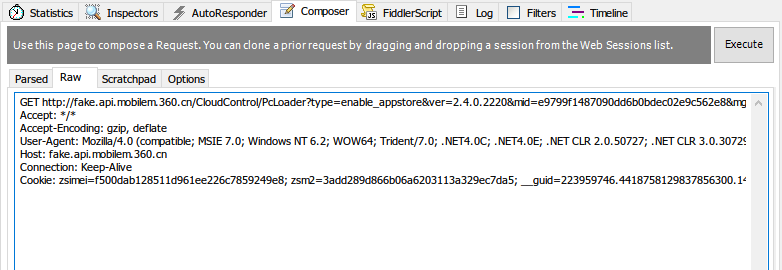 Statistics Inspectors AutoResponder Composer FiddlerScript Log Filters Timeline
Use this page to compose a Request. You can clone a prior request by dragging and dropping a session from the Web Sessions list. Execute
Parsed Raw Scratchpad Options
GET http://fake.api.mobilem.360.cn/CloudControl/PcLoader?type=enable_appstore&ver=2.4.0.2220&mid=e9799f1487090dd6b0bdec02e9c562e8&mg
Accept: */*
Accept-Encoding: gzip, deflate
User-Agent: Mozilla/4.0 (compatible; MSIE 7.0; Windows NT 6.2; WOW64; Trident/7.0; .NET4.0C; .NET4.0E; .NET CLR 2.0.50727; .NET CLR 3.0.30729
Host: fake.api.mobilem.360.cn
Connection: Keep-Alive
Cookie: zsimei=f500dab128511d961ee226c7859249e8; zsm2=3add289d866b06a6203113a329ec7da5; __guid=223959746.4418758129837856300.14